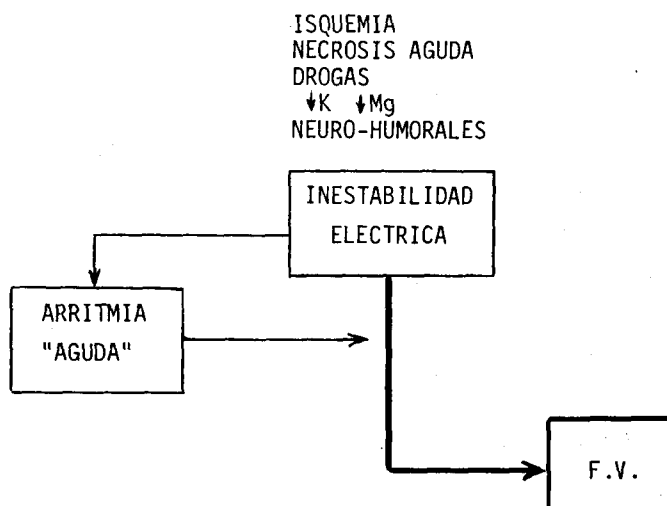 ISQUEMIA
NECROSIS AGUDA
DROGAS
↓K ↓Mg
NEURO-HUMORALES
INESTABILIDAD
ELECTRICA
ARRITMIA
"AGUDA"
F.V.